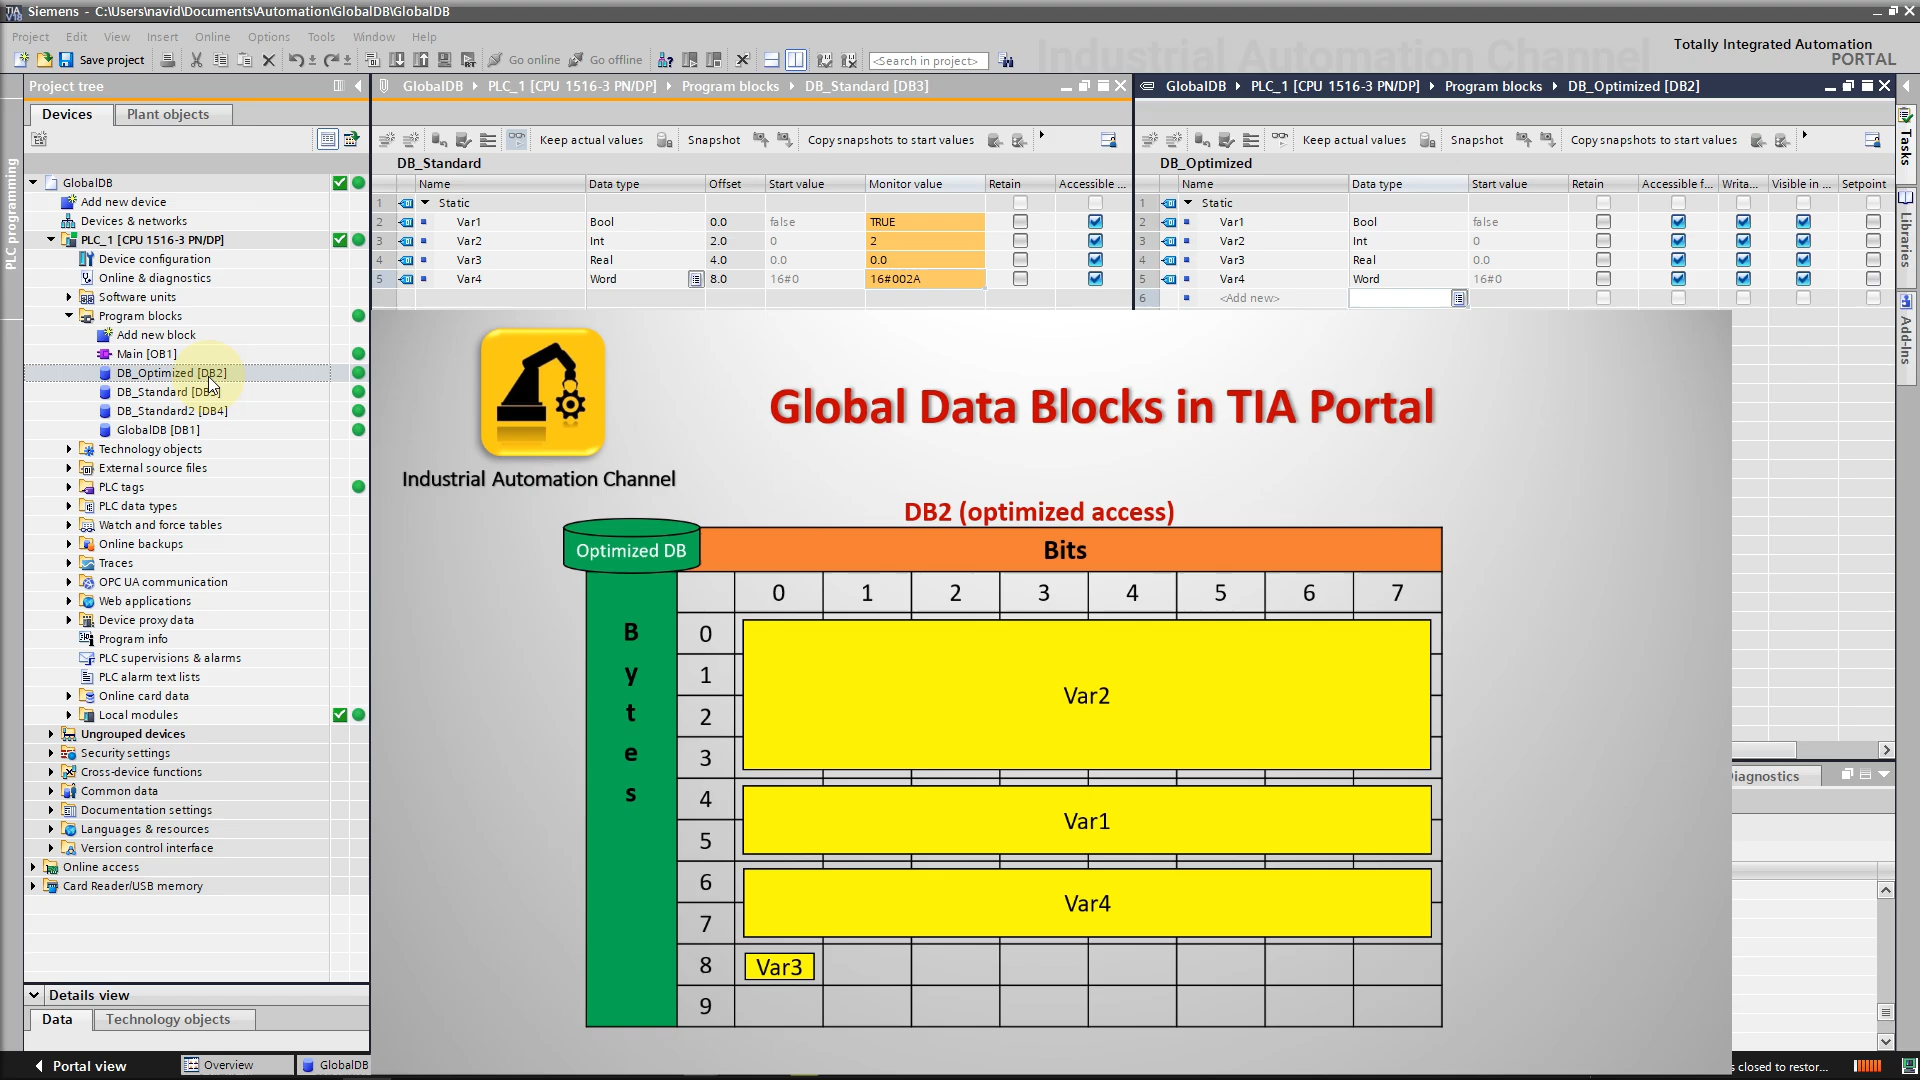 Siemens - C:\Users\navid\Documents\Automation\GlobalDB\GlobalDB
Project Edit View Insert Online Options Tools Window Help
Save project Go online Go offline <Search in project>
Industrial Automation Channel
Totally Integrated Automation
PORTAL
Project tree
Devices Plant objects
PLC programming
GlobalDB
Add new device
Devices & networks
PLC_1 [CPU 1516-3 PN/DP]
Device configuration
Online & diagnostics
Software units
Program blocks
Add new block
Main [OB1]
DB_Optimized [DB2]
DB_Standard [DB3]
DB_Standard2 [DB4]
GlobalDB [DB1]
Technology objects
External source files
PLC tags
PLC data types
Watch and force tables
Online backups
Traces
OPC UA communication
Web applications
Device proxy data
Program info
PLC supervisions & alarms
PLC alarm text lists
Online card data
Local modules
Ungrouped devices
Security settings
Cross-device functions
Common data
Documentation settings
Languages & resources
Version control interface
Online access
Card Reader/USB memory
Details view
Data Technology objects
Portal view Overview GlobalDB
GlobalDB PLC_1 [CPU 1516-3 PN/DP] Program blocks DB_Standard [DB3]
Keep actual values Snapshot Copy snapshots to start values
DB_Standard
Name Data type Offset Start value Monitor value Retain Accessible ...
1 Static
2 Var1 Bool 0.0 false TRUE
3 Var2 Int 2.0 0 2
4 Var3 Real 4.0 0.0 0.0
5 Var4 Word 8.0 16#0 16#002A
GlobalDB PLC_1 [CPU 1516-3 PN/DP] Program blocks DB_Optimized [DB2]
Keep actual values Snapshot Copy snapshots to start values
DB_Optimized
Name Data type Start value Retain Accessible f... Writa... Visible in ... Setpoint
1 Static
2 Var1 Bool false
3 Var2 Int 0
4 Var3 Real 0.0
5 Var4 Word 16#0
6 <Add new>
Tasks
Libraries
Add-Ins
Industrial Automation Channel
Global Data Blocks in TIA Portal
DB2 (optimized access)
Optimized DB
Bits
Bytes
0 1 2 3 4 5 6 7
0
1
Var2
2
3
4
Var1
5
6
Var4
7
8 Var3
9
iagnostics
s closed to restor...